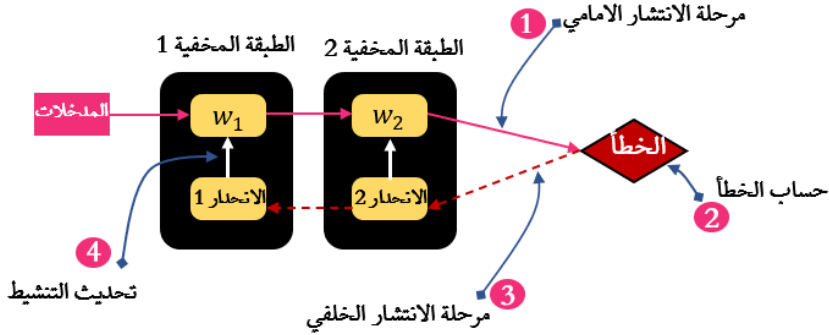 مرحلة الانتشار الامامي
1
الطبقة المخفية 1
الطبقة المخفية 2
المدخلات
w₁
w₂
الخطأ
الانحدار 1
الانحدار 2
حساب الخطأ
2
4
تحديث التنشيط
3
مرحلة الانتشار الخلفي